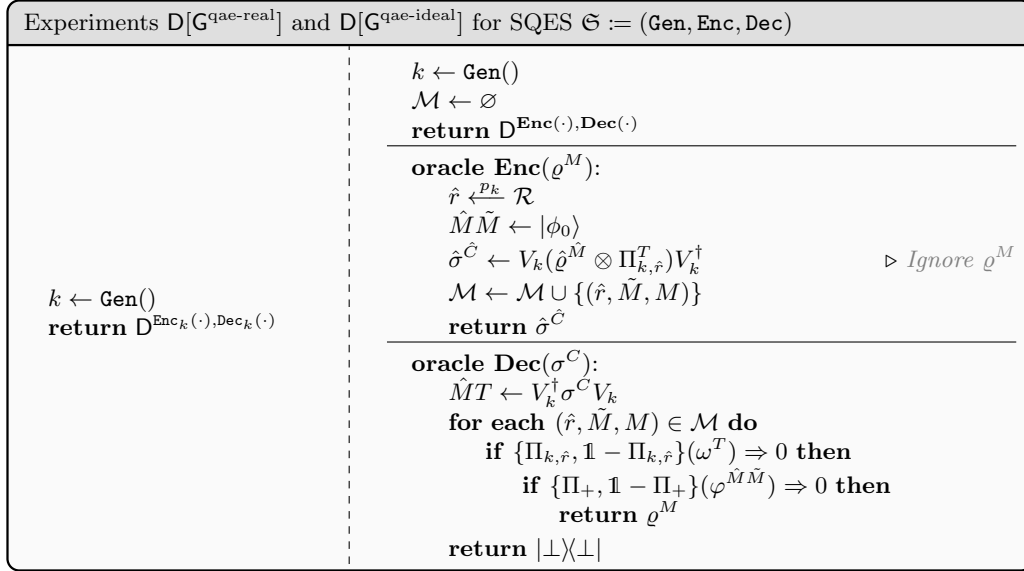 Experiments D[G^{qae-real}] and D[G^{qae-ideal}] for SQES 𝔖 := (Gen, Enc, Dec)
k ← Gen()
return D^{Enc_k(·),Dec_k(·)}
k ← Gen()
ℳ ← ∅
return D^{Enc(·),Dec(·)}
oracle Enc(ϱ^M):
r̂ ←^{p_k} ℛ
M̂M̃ ← |ϕ_0⟩
σ̂^Ĉ ← V_k(ϱ̂^M̂ ⊗ Π^T_{k,r̂})V_k^† ▷ Ignore ϱ^M
ℳ ← ℳ ∪ {(r̂, M̃, M)}
return σ̂^Ĉ
oracle Dec(σ^C):
M̂T ← V_k^†σ^C V_k
for each (r̂, M̃, M) ∈ ℳ do
if {Π_{k,r̂}, 𝟙 − Π_{k,r̂}}(ω^T) ⇒ 0 then
if {Π_+, 𝟙 − Π_+}(φ^{M̂M̃}) ⇒ 0 then
return ϱ^M
return |⊥⟩⟨⊥|